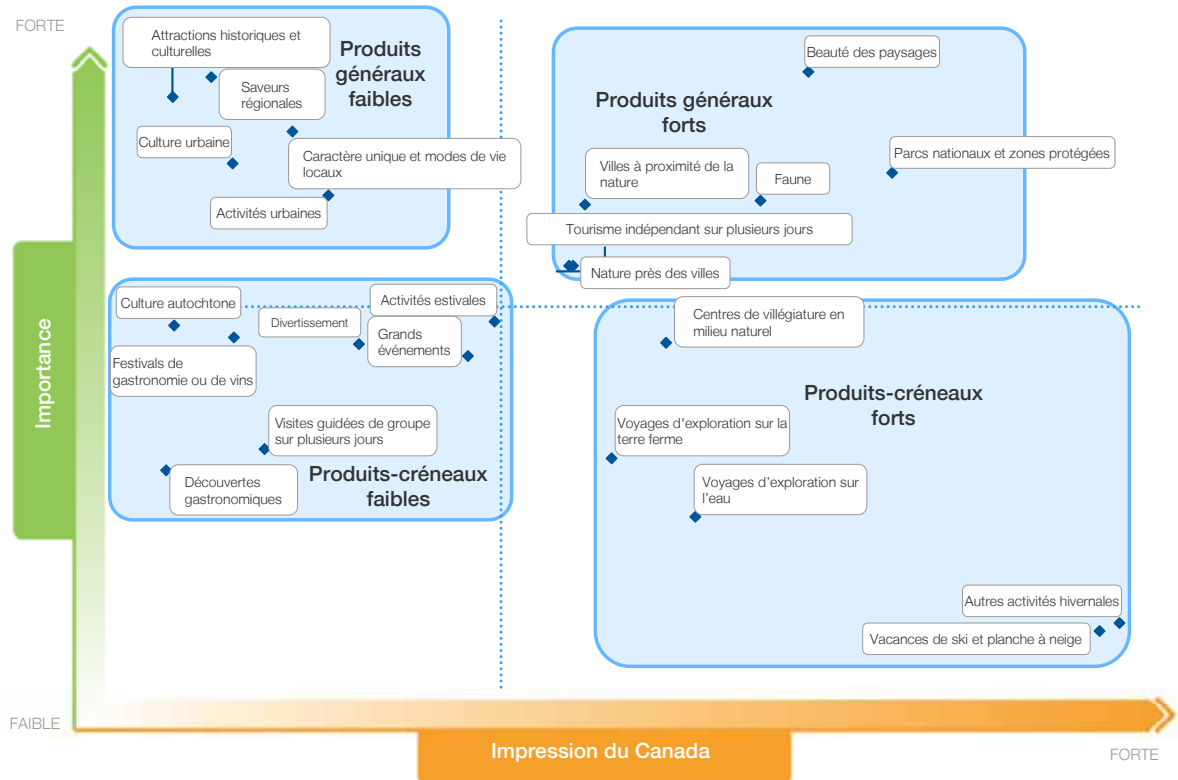 FORTE
Attractions historiques et
culturelles
Produits
généraux
faibles
Saveurs
régionales
Culture urbaine
Caractère unique et modes de vie
locaux
Activités urbaines
Beauté des paysages
Produits généraux
forts
Parcs nationaux et zones protégées
Villes à proximité de la
nature
Faune
Tourisme indépendant sur plusieurs jours
Nature près des villes
Importance
Culture autochtone
Activités estivales
Divertissement
Grands
événements
Festivals de
gastronomie ou de vins
Visites guidées de groupe
sur plusieurs jours
Découvertes
gastronomiques
Produits-créneaux
faibles
Centres de villégiature en
milieu naturel
Produits-créneaux
forts
Voyages d'exploration sur la
terre ferme
Voyages d'exploration sur
l'eau
Autres activités hivernales
Vacances de ski et planche à neige
FAIBLE
Impression du Canada
FORTE